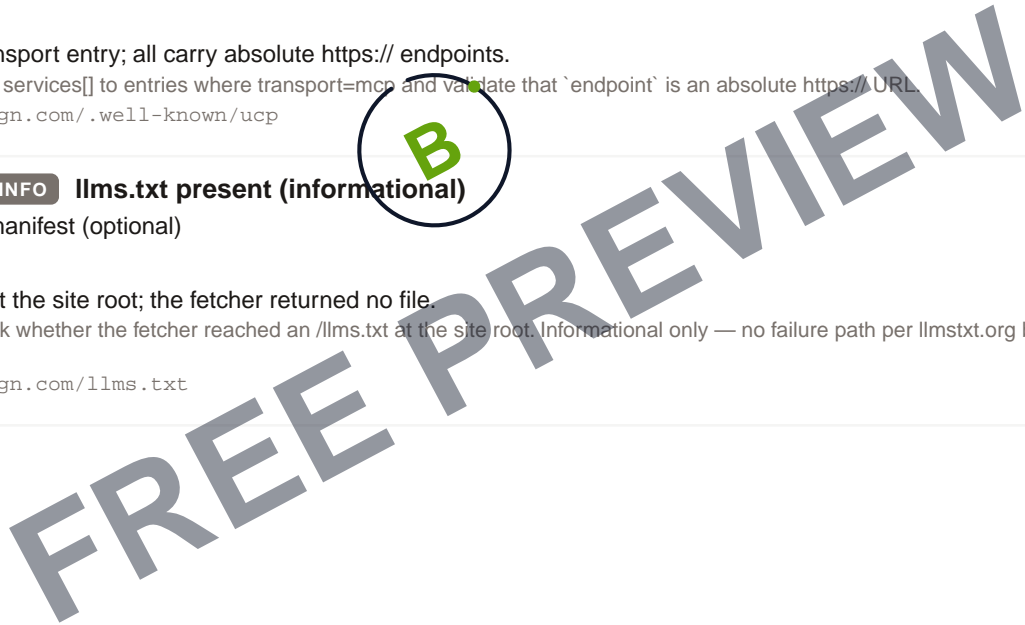 nsport entry; all carry absolute https:// endpoints.
services[] to entries where transport=mcp and validate that `endpoint` is an absolute https:// URL.
gn.com/.well-known/ucp
B
INFO llms.txt present (informational)
manifest (optional)
t the site root; the fetcher returned no file.
k whether the fetcher reached an /llms.txt at the site root. Informational only — no failure path per llmstxt.org
gn.com/llms.txt
FREE PREVIEW